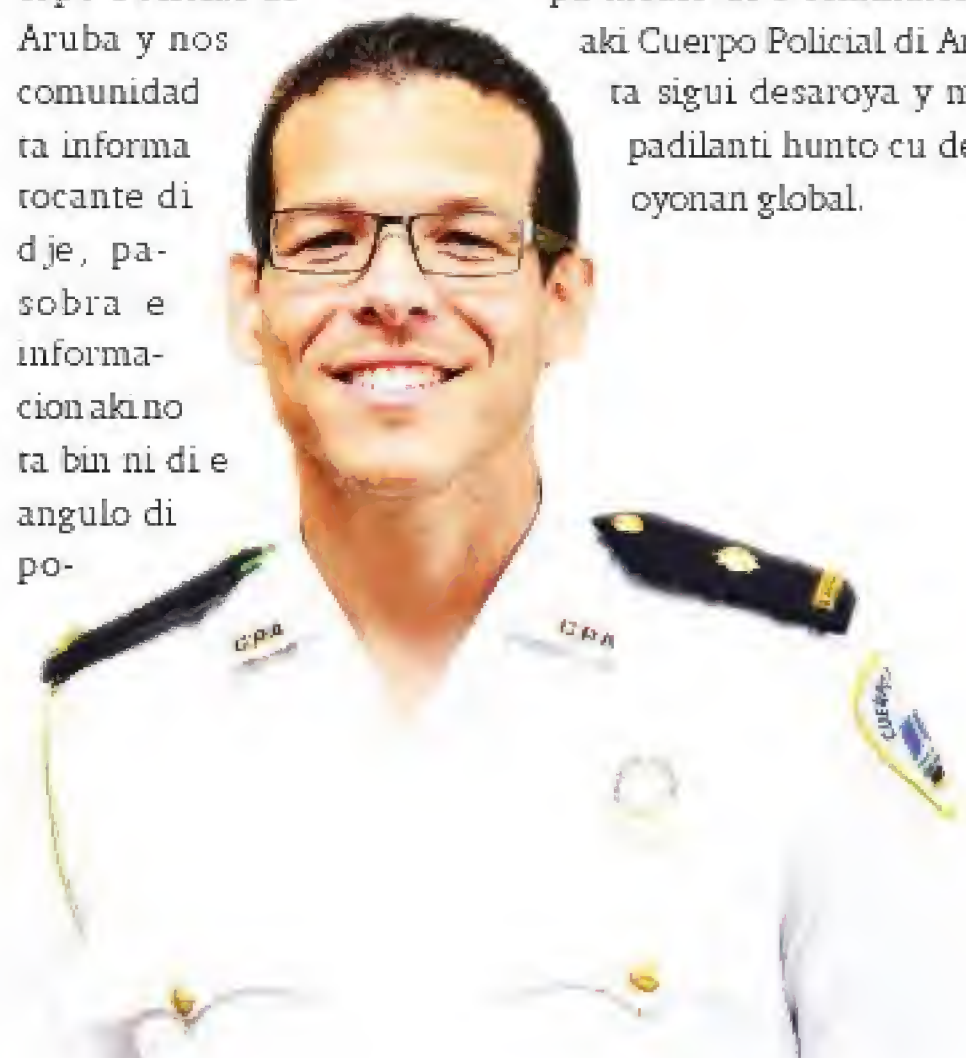 Aruba y nos
comunidad
ta informa
tocante di
dje, pa-
sobra e
informa-
cion aki no
ta bin ni di e
angulo di
po-
aki Cuerpo Policial di
ta sigui desaroya y
padilanti hunto cu
oyonan global.
CPA
CPA